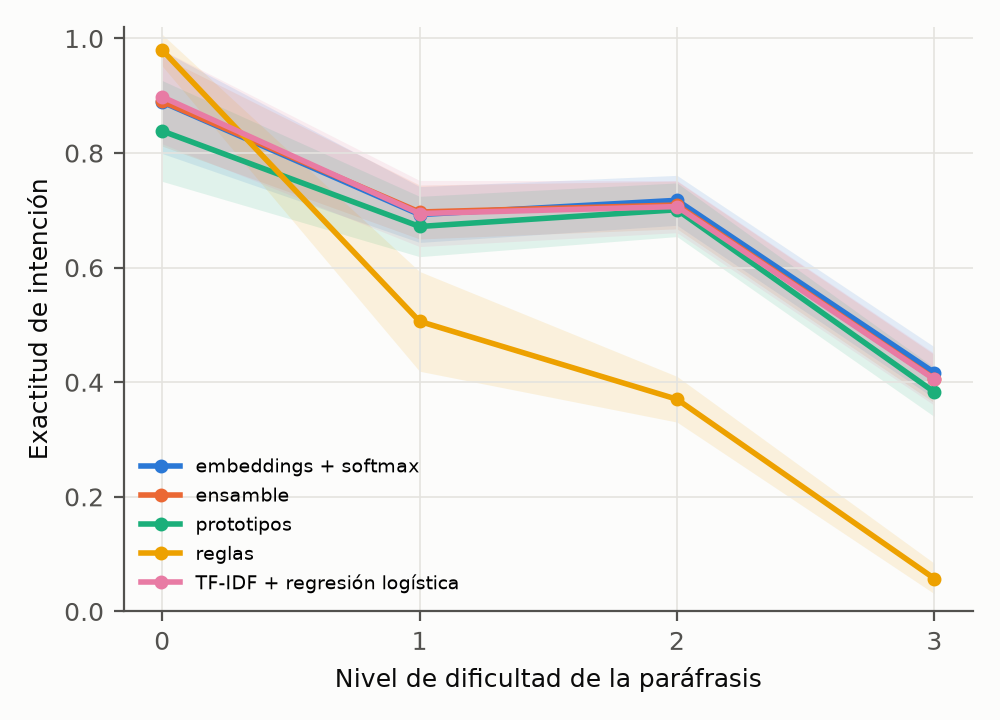 1.0
0.8
0.6
0.4
0.2
0.0
Exactitud de intención
embeddings + softmax
ensamble
prototipos
reglas
TF-IDF + regresión logística
0 1 2 3
Nivel de dificultad de la paráfrasis